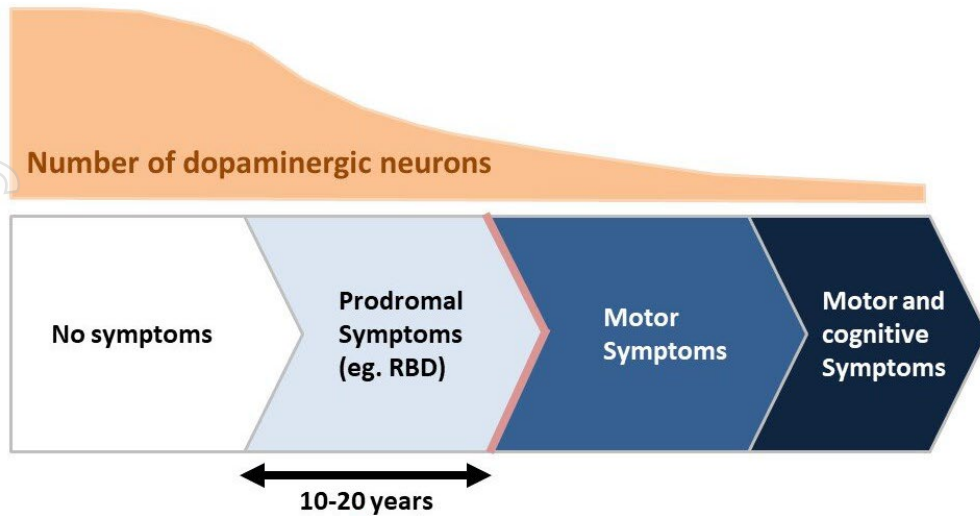 Number of dopaminergic neurons
No symptoms
Prodromal
Symptoms
(eg. RBD)
Motor
Symptoms
Motor and
cognitive
Symptoms
10-20 years